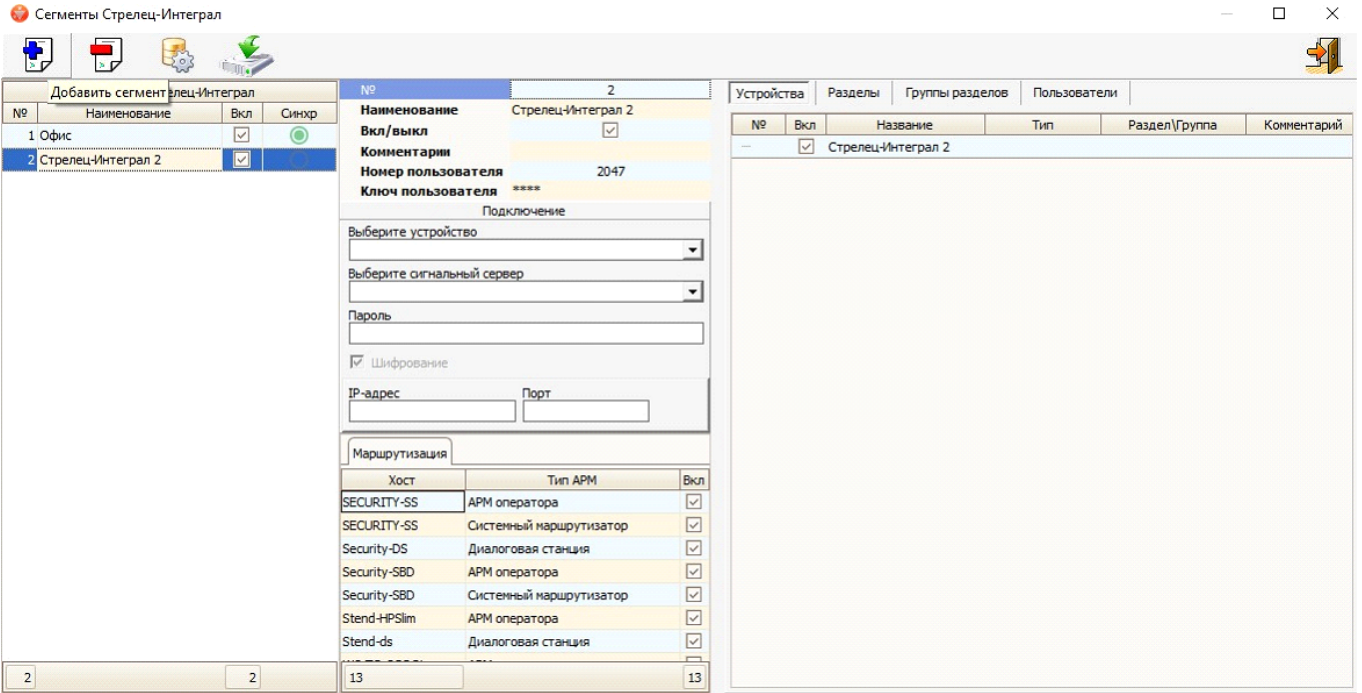 Сегменты Стрелец-Интеграл
Добавить сегмент
елец-Интеграл
№ Наименование Вкл Синхр
1 Офис
2 Стрелец-Интеграл 2
2 2
№ 2
Наименование Стрелец-Интеграл 2
Вкл/выкл
Комментарии
Номер пользователя 2047
Ключ пользователя ****
Подключение
Выберите устройство
Выберите сигнальный сервер
Пароль
Шифрование
IP-адрес Порт
Маршрутизация
Хост Тип АРМ Вкл
SECURITY-SS АРМ оператора
SECURITY-SS Системный маршрутизатор
Security-DS Диалоговая станция
Security-SBD АРМ оператора
Security-SBD Системный маршрутизатор
Stend-HPSlim АРМ оператора
Stend-ds Диалоговая станция
13 13
Устройства Разделы Группы разделов Пользователи
№ Вкл Название Тип Раздел\Группа Комментарий
Стрелец-Интеграл 2